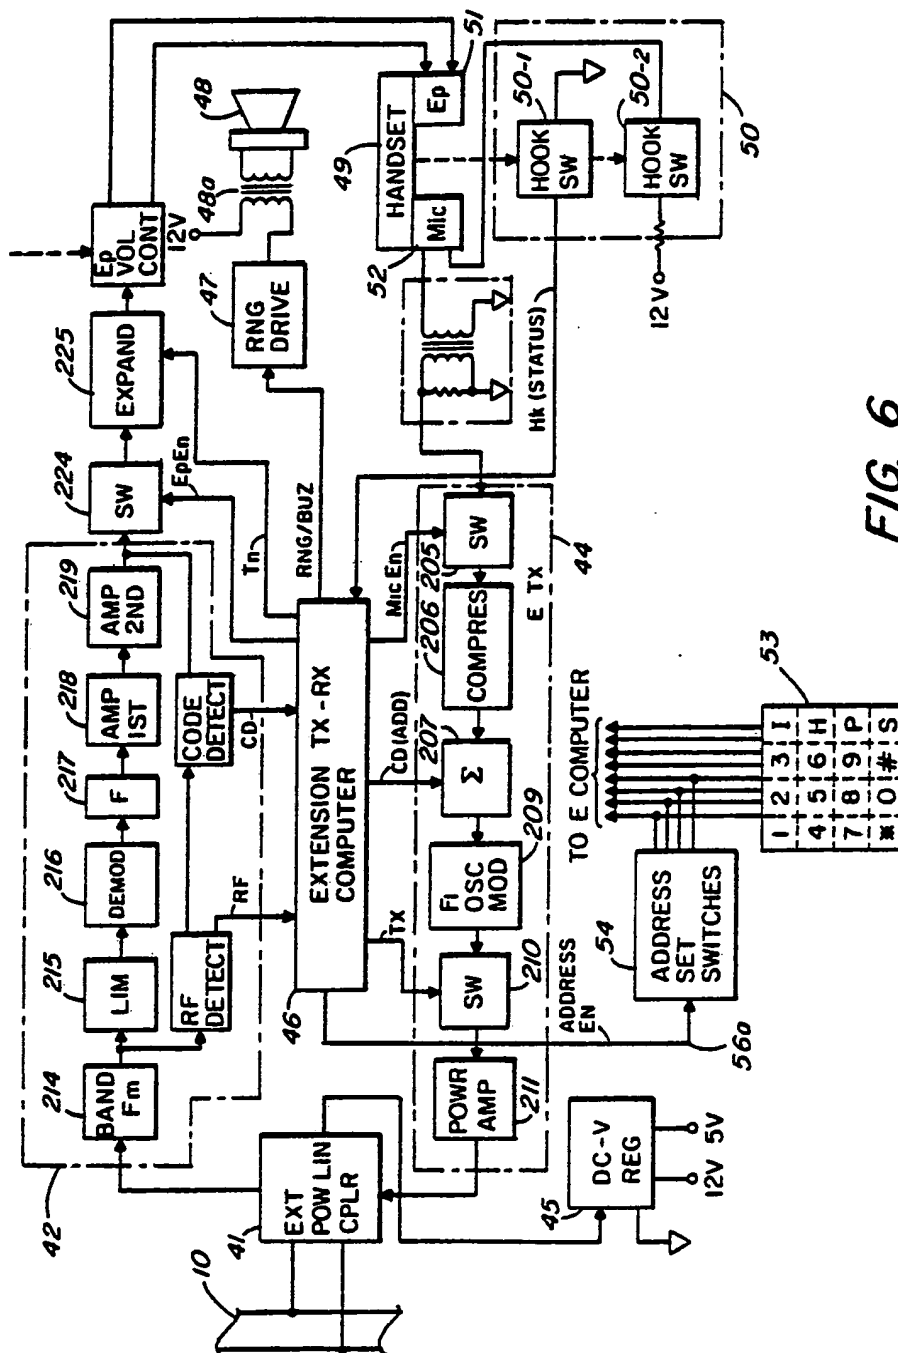 10
41
EXT
POW LIN
CPLR
42
214
BAND
Fm
215
LIM
216
DEMOD
217
F
218
AMP
1ST
219
AMP
2ND
RF
DETECT
RF
CODE
DETECT
CD
224
SW
EpEn
225
EXPAND
Tn
Ep
VOL
CONT
12V
48a
48
47
RNG
DRIVE
RNG/BUZ
46
EXTENSION TX-RX
COMPUTER
TX
CD (ADD)
Mic En
49
HANDSET
Ep
51
Mic
52
HOOK
SW
50-1
HOOK
SW
50-2
50
12V
Hk (STATUS)
SW
205
COMPRES
206
Σ
207
F1
OSC
MOD
209
SW
210
POWR
AMP
211
E TX
44
ADDRESS
EN
56a
45
DC-V
REG
12V
5V
54
ADDRESS
SET
SWITCHES
TO E COMPUTER
53
1 2 3 I
4 5 6 H
7 8 9 P
* 0 # S
FIG. 6